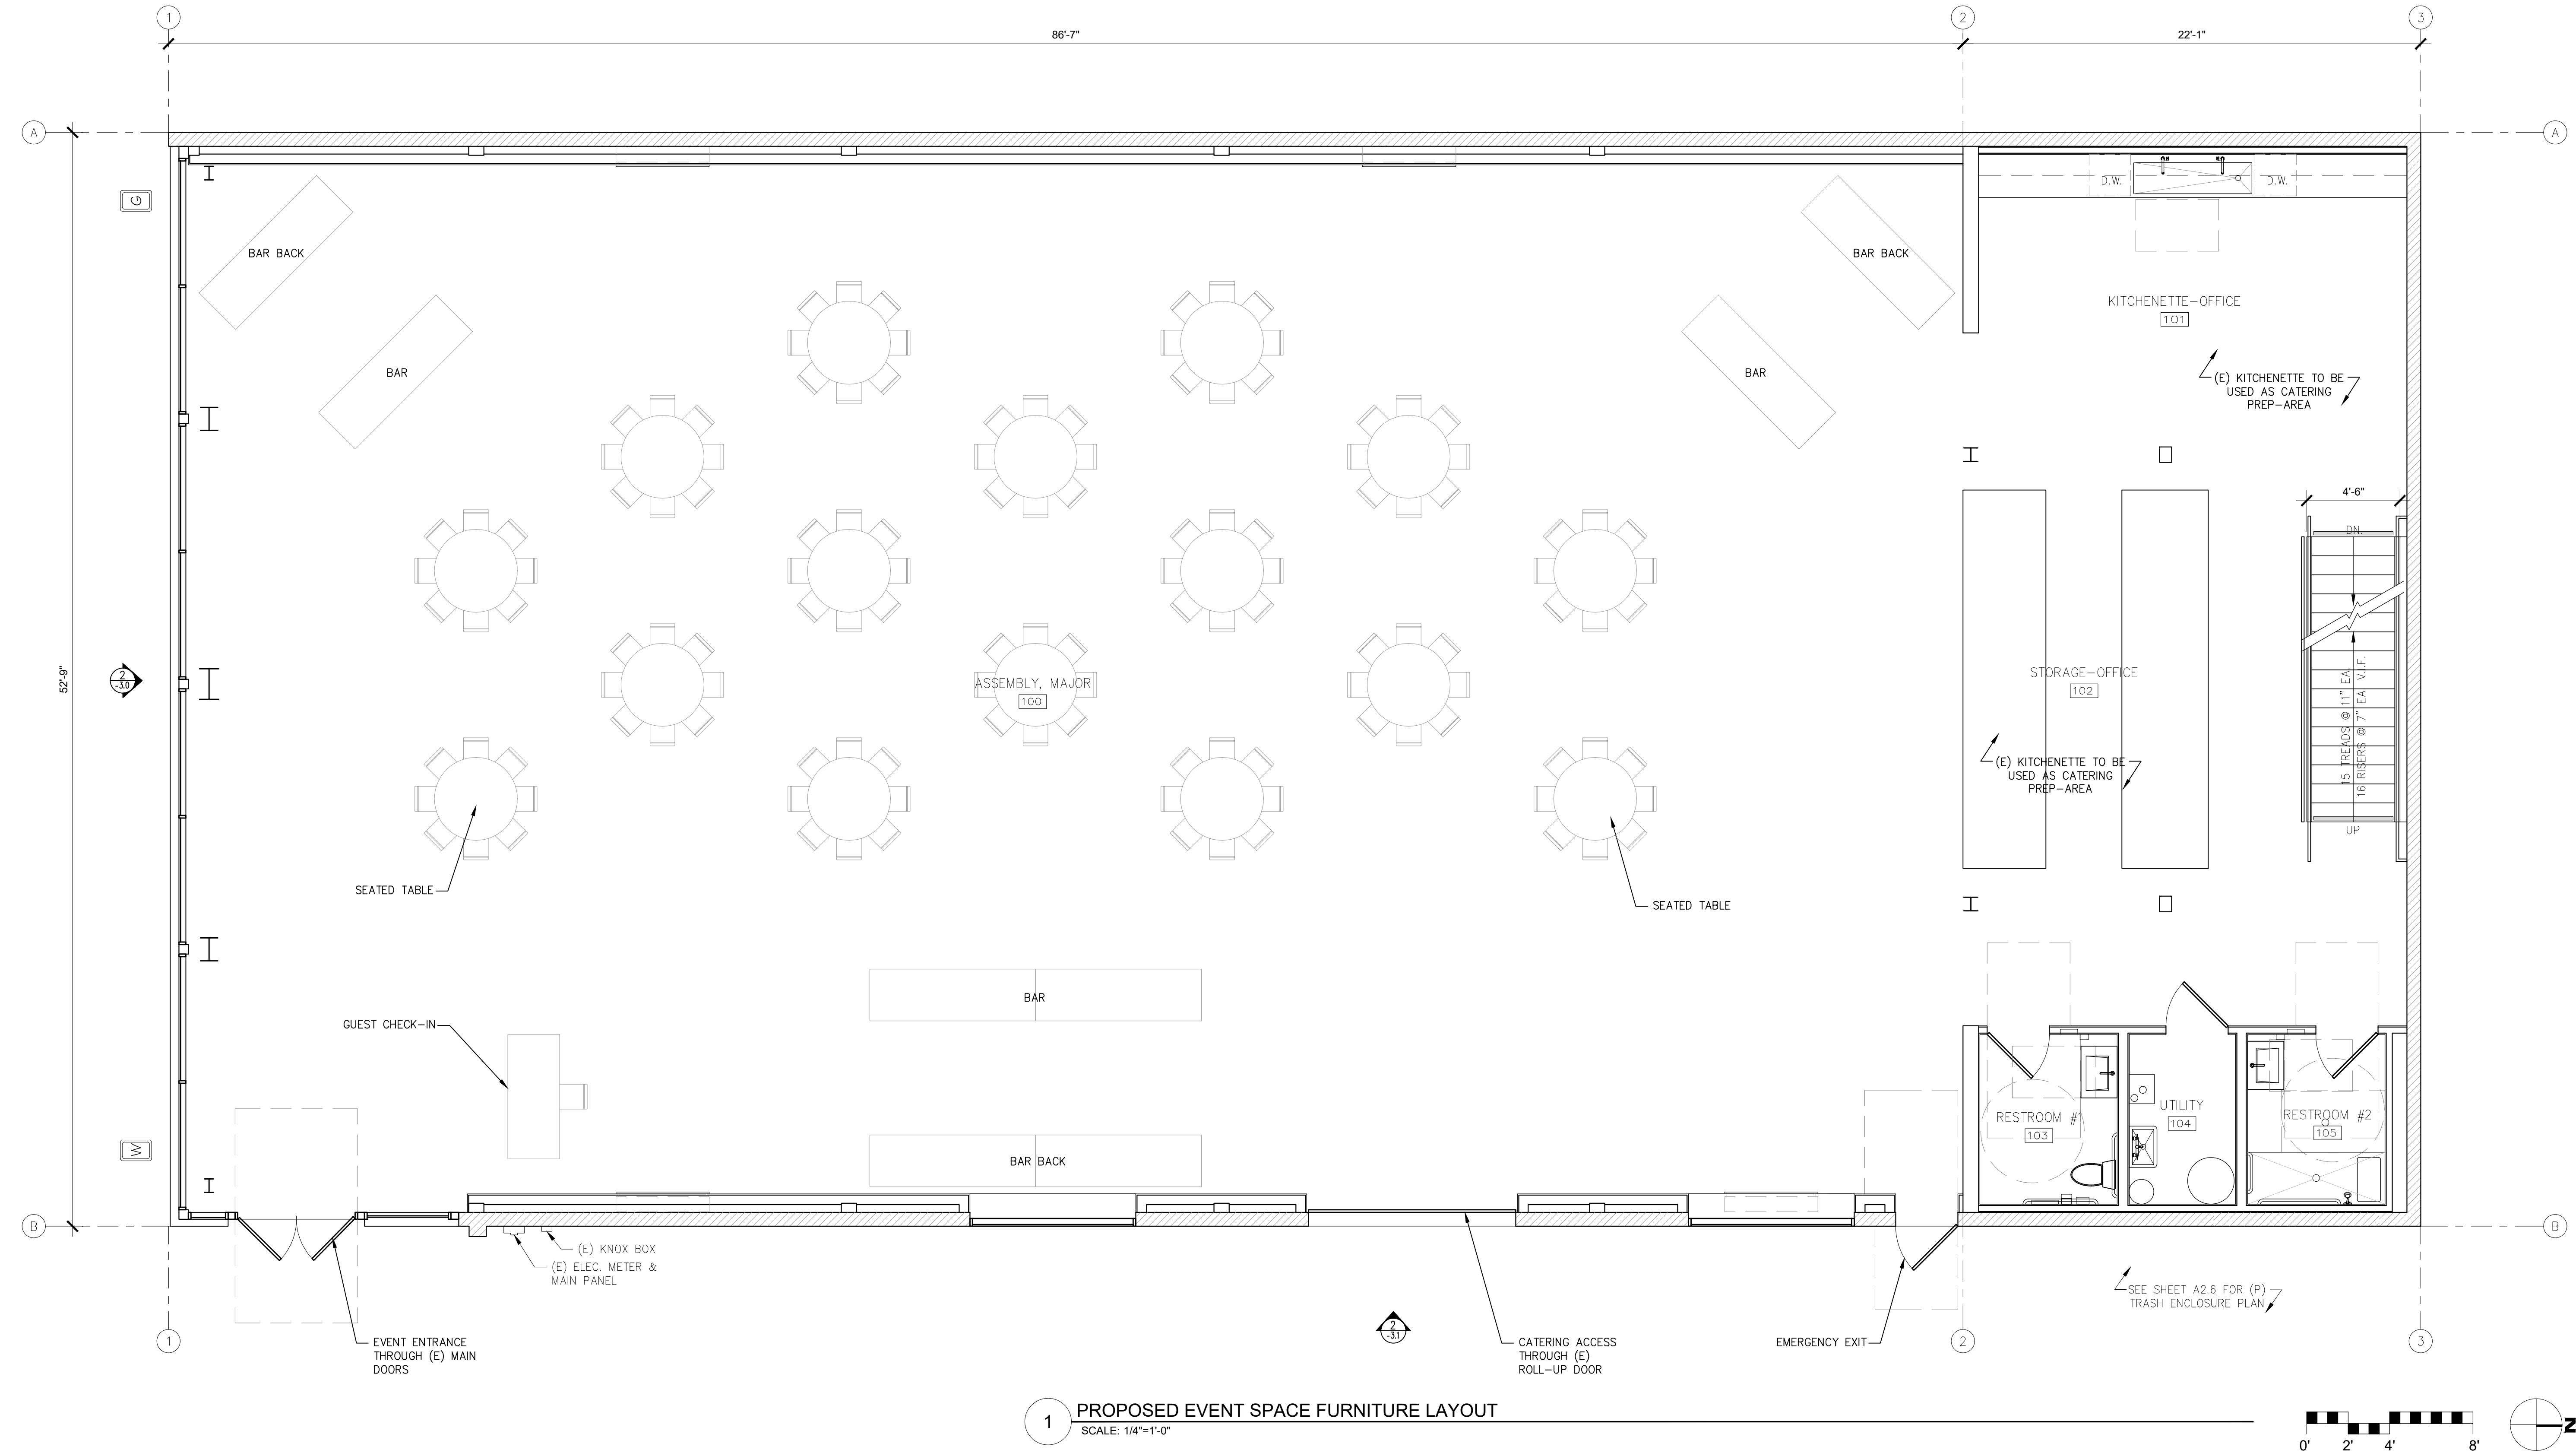 1
2
3
86'-7"
22'-1"
A
A
G
D.W.
D.W.
BAR BACK
BAR BACK
KITCHENETTE-OFFICE
101
BAR
BAR
(E) KITCHENETTE TO BE
USED AS CATERING
PREP-AREA
4'-6"
DN.
52'-9"
2
-3.0
ASSEMBLY, MAJOR
100
STORAGE-OFFICE
102
15 TREADS @ 11" EA.
16 RISERS @ 7" EA. V.I.F.
(E) KITCHENETTE TO BE
USED AS CATERING
PREP-AREA
UP
SEATED TABLE
SEATED TABLE
BAR
GUEST CHECK-IN
W
BAR BACK
RESTROOM #1
103
UTILITY
104
RESTROOM #2
105
B
B
(E) KNOX BOX
(E) ELEC. METER &
MAIN PANEL
SEE SHEET A2.6 FOR (P)
TRASH ENCLOSURE PLAN
1
EVENT ENTRANCE
THROUGH (E) MAIN
DOORS
2
-3.1
CATERING ACCESS
THROUGH (E)
ROLL-UP DOOR
EMERGENCY EXIT
2
3
1
PROPOSED EVENT SPACE FURNITURE LAYOUT
SCALE: 1/4"=1'-0"
0'
2'
4'
8'
N